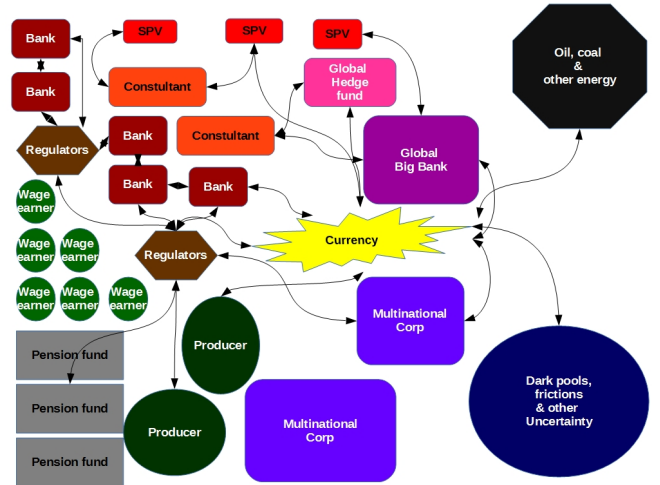 SPV
SPV
SPV
Bank
Bank
Constultant
Global
Hedge
fund
Oil, coal
&
other energy
Regulators
Bank
Constultant
Global
Big Bank
Bank
Bank
Wage
earner
Wage
earner
Wage
earner
Regulators
Currency
Wage
earner
Wage
earner
Wage
earner
Multinational
Corp
Pension fund
Producer
Pension fund
Dark pools,
frictions
& other
Uncertainty
Producer
Multinational
Corp
Pension fund